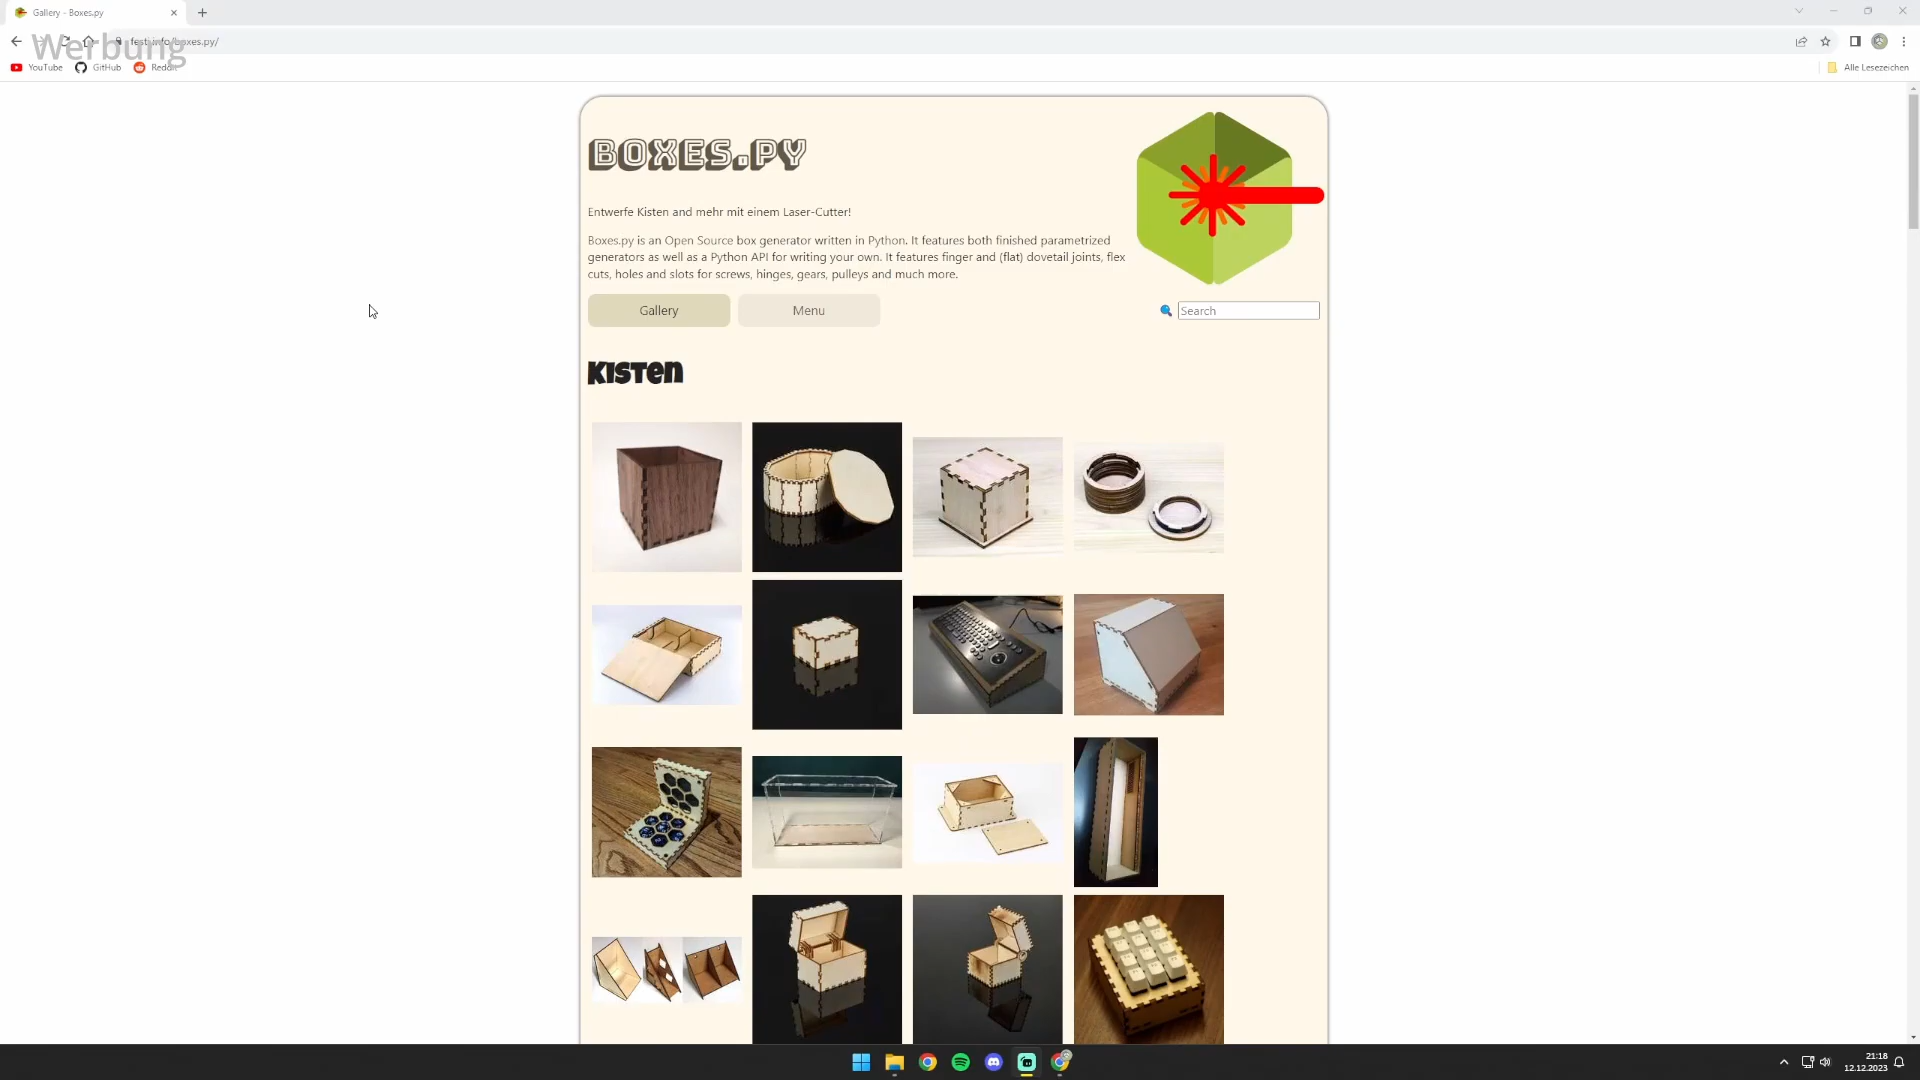 Gallery - Boxes.py
Werbung
festi.info/boxes.py/
YouTube GitHub Reddit
Alle Lesezeichen
BOXES.PY
Entwerfe Kisten and mehr mit einem Laser-Cutter!
Boxes.py is an Open Source box generator written in Python. It features both finished parametrized
generators as well as a Python API for writing your own. It features finger and (flat) dovetail joints, flex
cuts, holes and slots for screws, hinges, gears, pulleys and much more.
Gallery Menu Search
Kisten
21:18
12.12.2023